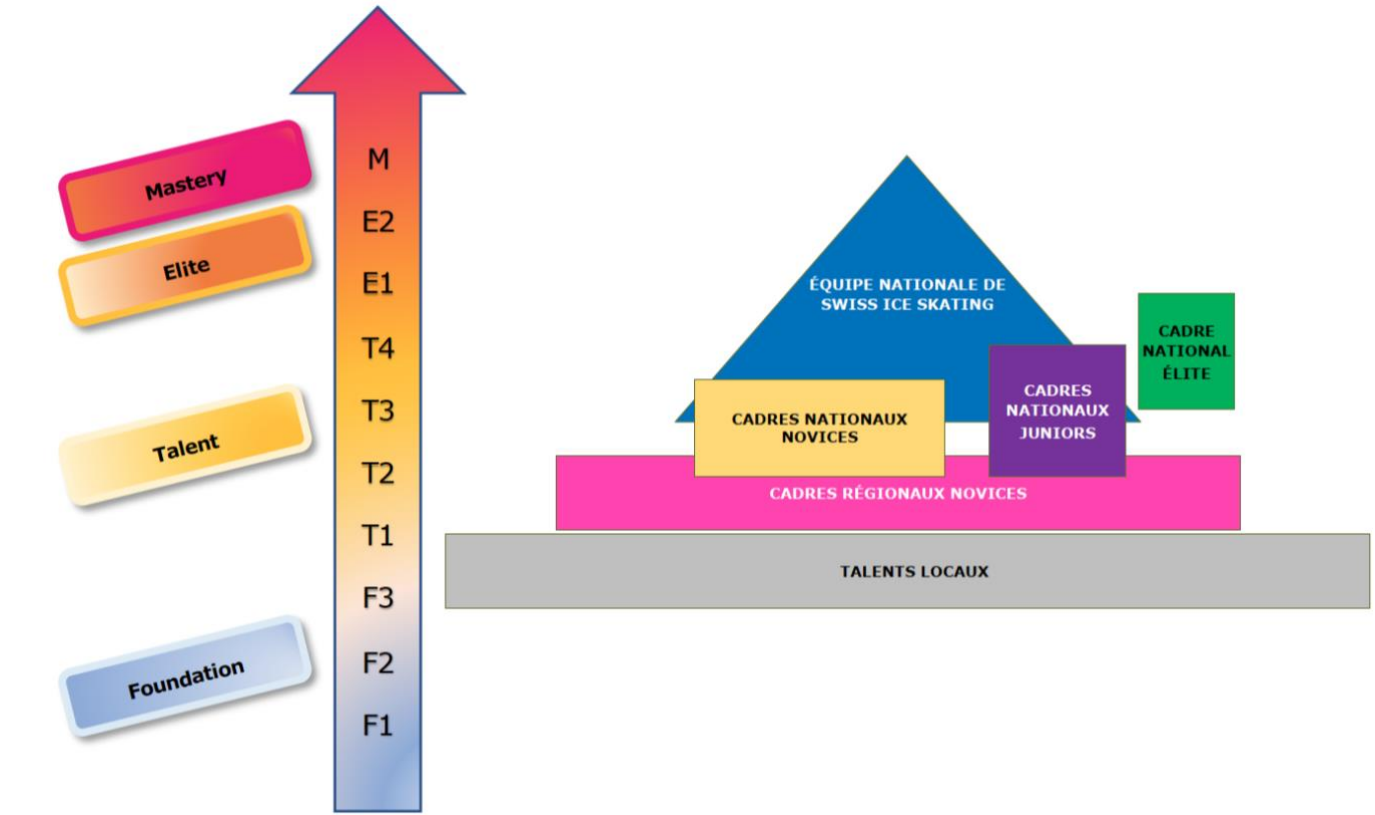 Mastery
Elite
Talent
Foundation
M
E2
E1
T4
T3
T2
T1
F3
F2
F1
ÉQUIPE NATIONALE DE
SWISS ICE SKATING
CADRE
NATIONAL
ÉLITE
CADRES NATIONAUX
NOVICES
CADRES
NATIONAUX
JUNIORS
CADRES RÉGIONAUX NOVICES
TALENTS LOCAUX